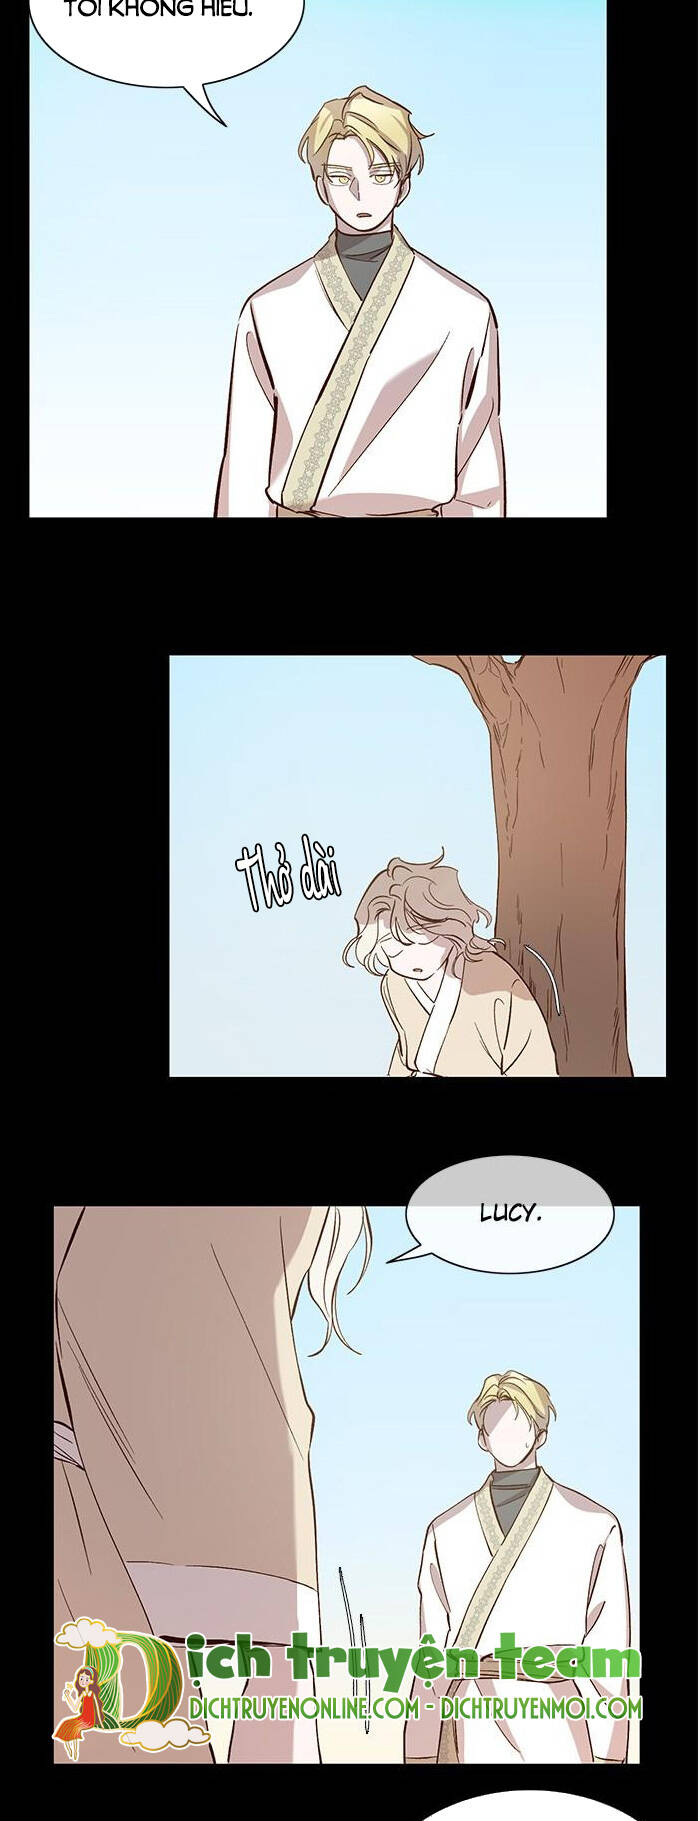 TÔI KHÔNG HIỂU.
Thở dài
LUCY.
Dịch truyện team
DICHTRUYENONLINE.COM - DICHTRUYENMOI.COM